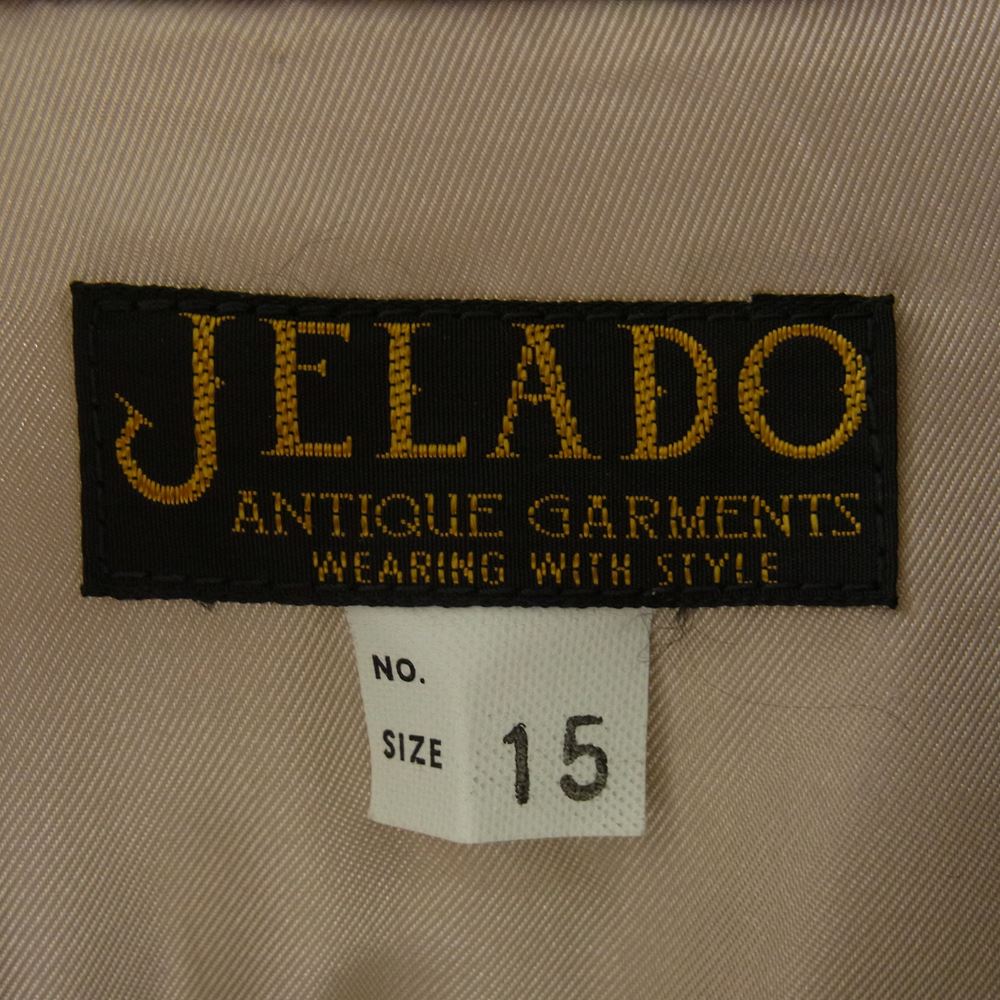 JELADO
ANTIQUE GARMENTS
WEARING WITH STYLE
NO.
SIZE 15